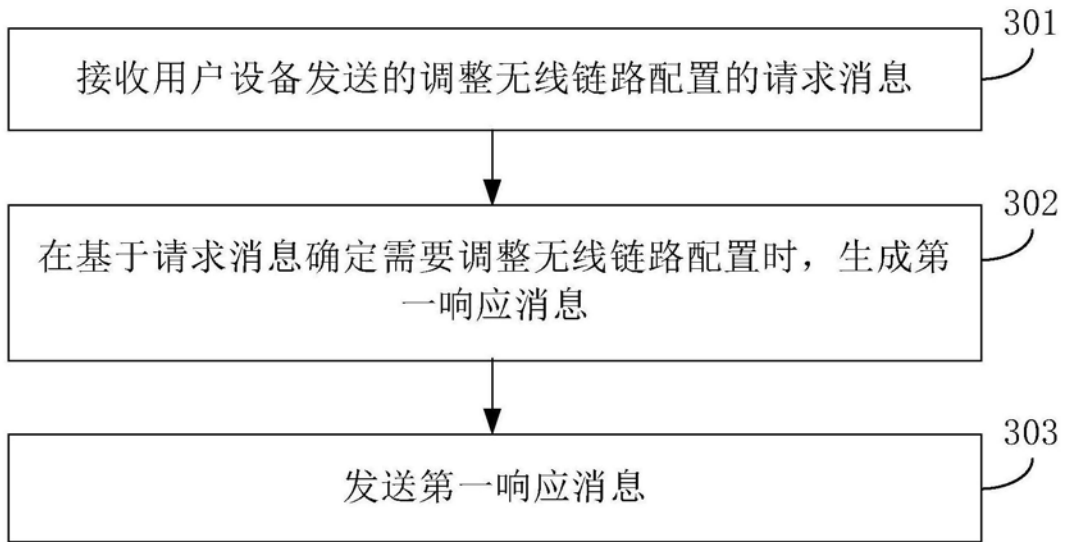 301
接收用户设备发送的调整无线链路配置的请求消息
302
在基于请求消息确定需要调整无线链路配置时，生成第
一响应消息
303
发送第一响应消息